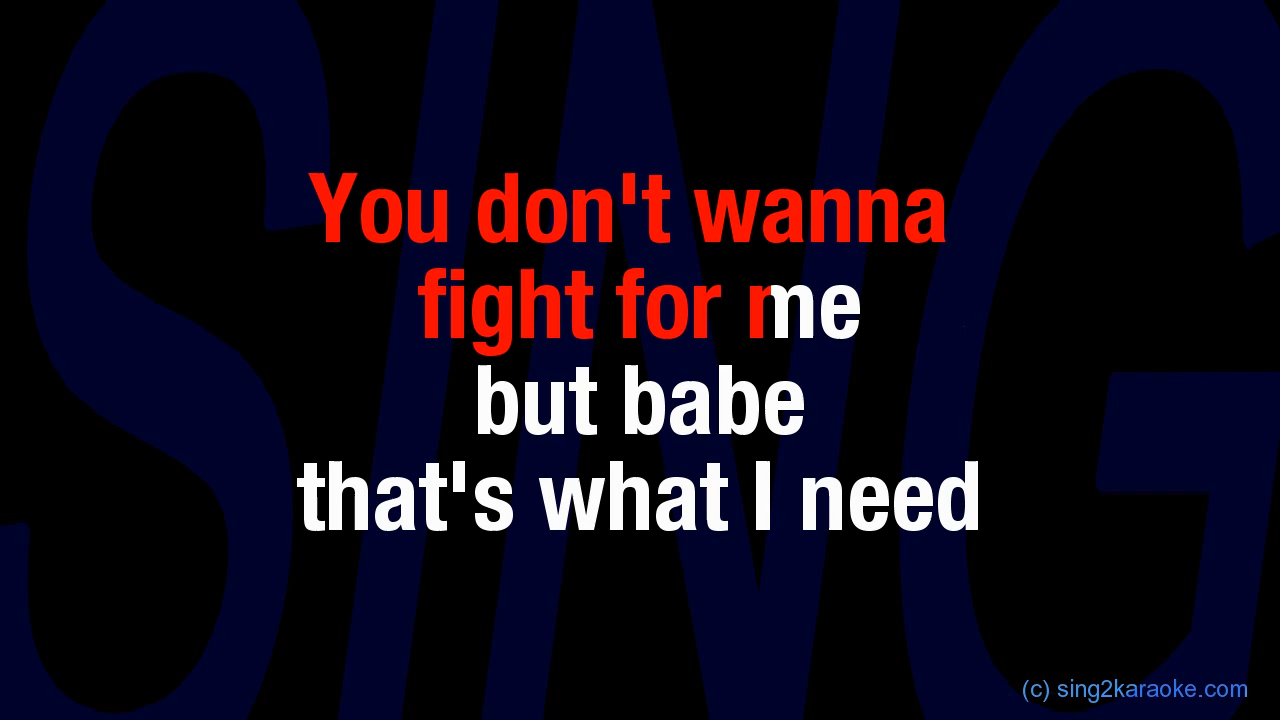 SING
You don't wanna
fight for me
but babe
that's what I need
(c) sing2karaoke.com